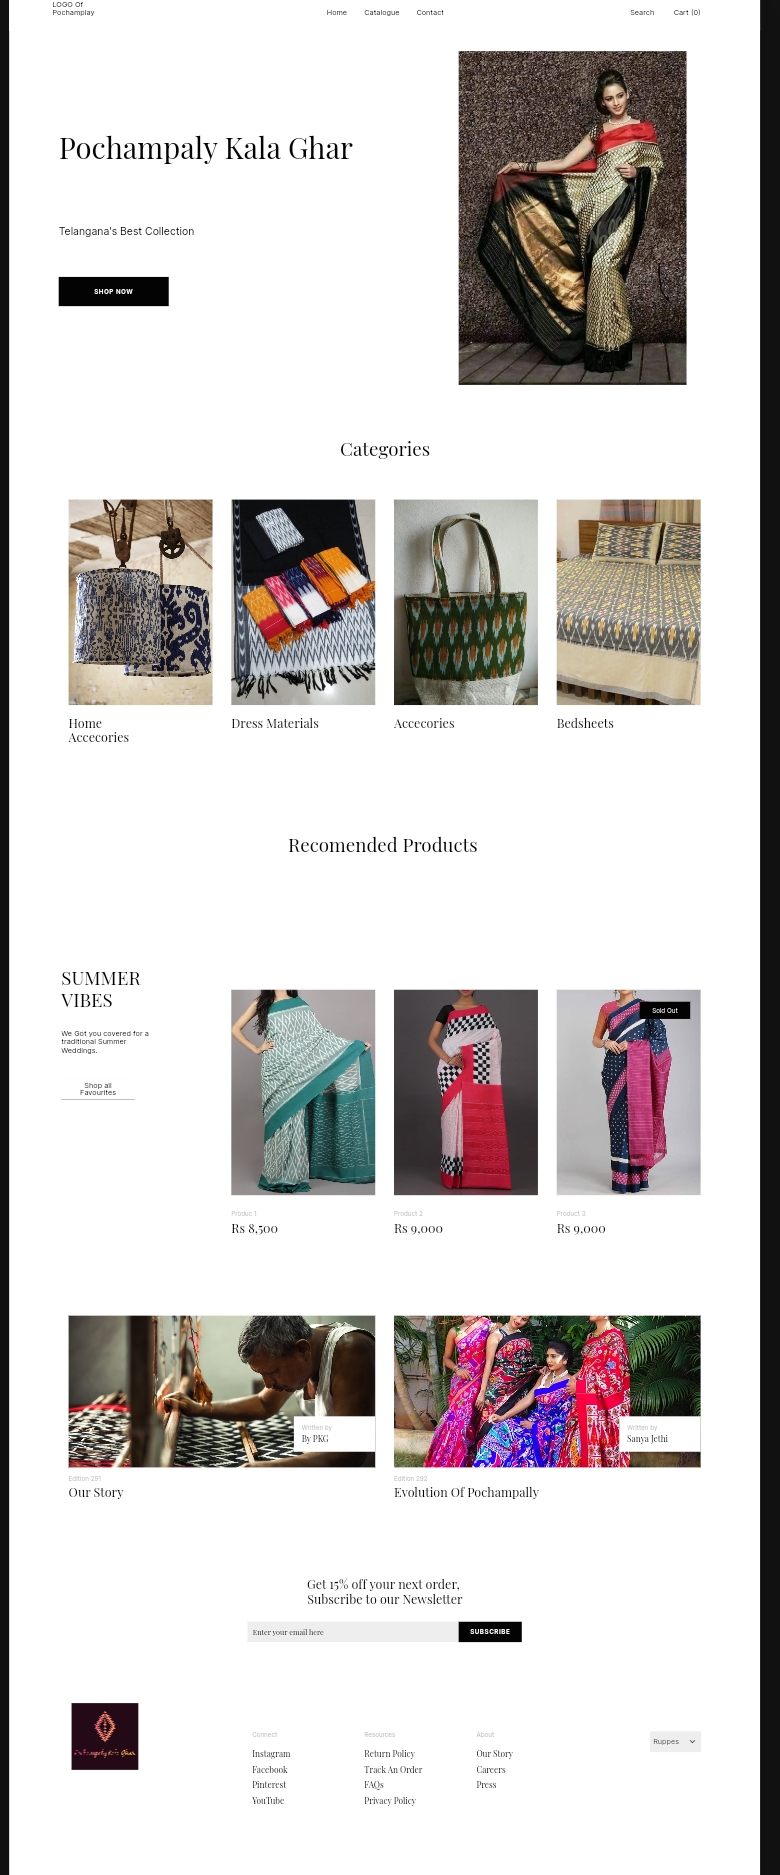 LOGO Of
Pochamplay
Home
Catalogue
Contact
Search
Cart (0)
Pochampaly Kala Ghar
Telangana's Best Collection
SHOP NOW
Categories
Home
Accecories
Dress Materials
Accecories
Bedsheets
Recomended Products
SUMMER
VIBES
We Got you covered for a
traditional Summer
Weddings.
Shop all
Favourites
Sold Out
Produc 1
Rs 8,500
Product 2
Rs 9,000
Product 3
Rs 9,000
Written by
By PKG
Edition 291
Our Story
Written by
Sanya Jethi
Edition 292
Evolution Of Pochampally
Get 15% off your next order,
Subscribe to our Newsletter
Enter your email here
SUBSCRIBE
Connect
Instagram
Facebook
Pinterest
YouTube
Resources
Return Policy
Track An Order
FAQs
Privacy Policy
About
Our Story
Careers
Press
Ruppes